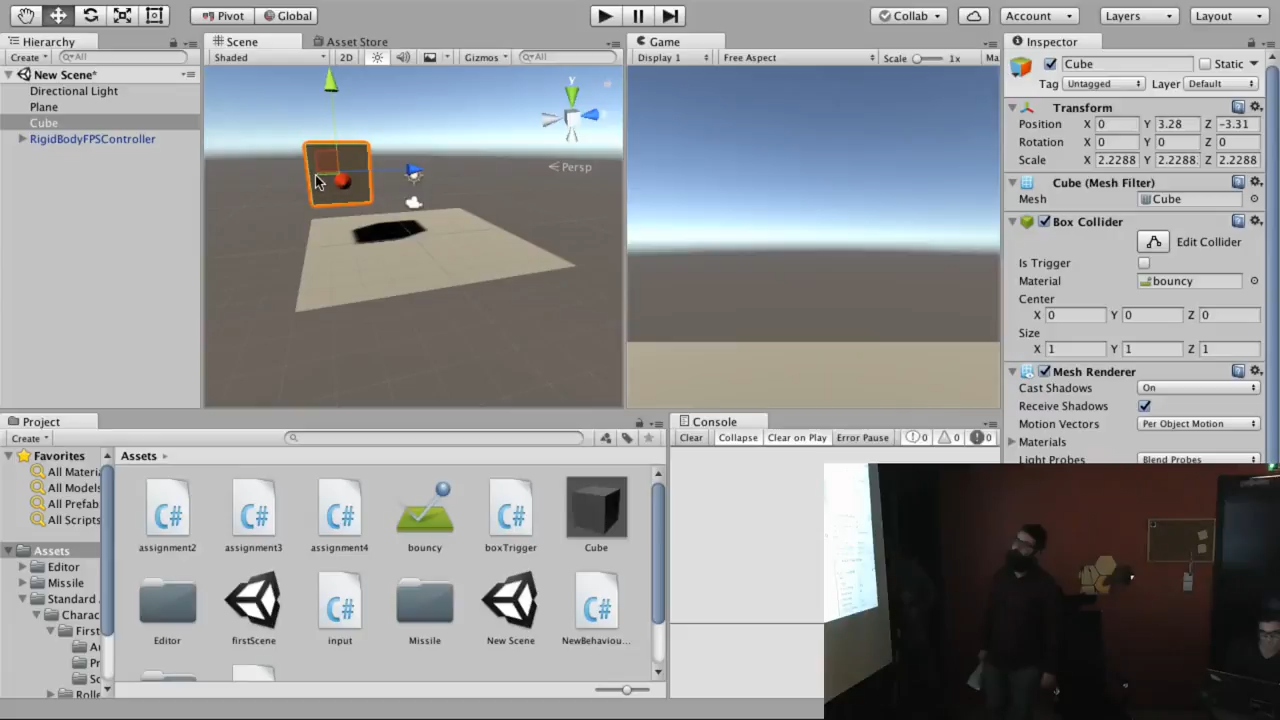 Pivot Global Collab Account Layers Layout
Hierarchy Scene Asset Store Game Inspector
Create All Shaded 2D Gizmos All Display 1 Free Aspect Scale 1x Ma
Cube Static
Tag Untagged Layer Default
New Scene*
Directional Light
Plane
Cube
RigidBodyFPSController
y
Persp
Transform
Position X 0 Y 3.28 Z -3.31
Rotation X 0 Y 0 Z 0
Scale X 2.2288 Y 2.2288 Z 2.2288
Cube (Mesh Filter)
Mesh Cube
Box Collider
Edit Collider
Is Trigger
Material bouncy
Center
X 0 Y 0 Z 0
Size
X 1 Y 1 Z 1
Mesh Renderer
Cast Shadows On
Receive Shadows
Motion Vectors Per Object Motion
Materials
Light Probes Blend Probes
Project Console
Create Clear Collapse Clear on Play Error Pause 0 0 0
Favorites
All Materi
All Models
All Prefab
All Scripts
Assets
Editor
Missile
Standard
Charac
First
A
Pr
Sc
Rolle
Assets
C# C# C# C#
assignment2 assignment3 assignment4 bouncy boxTrigger Cube
C# C#
Editor firstScene input Missile New Scene NewBehaviou...